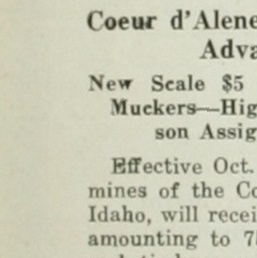 Coeur d'Alene
Adva
New Scale $5
Muckers—Hig
son Assig
Effective Oct.
mines of the Co
Idaho, will recei
amounting to 75